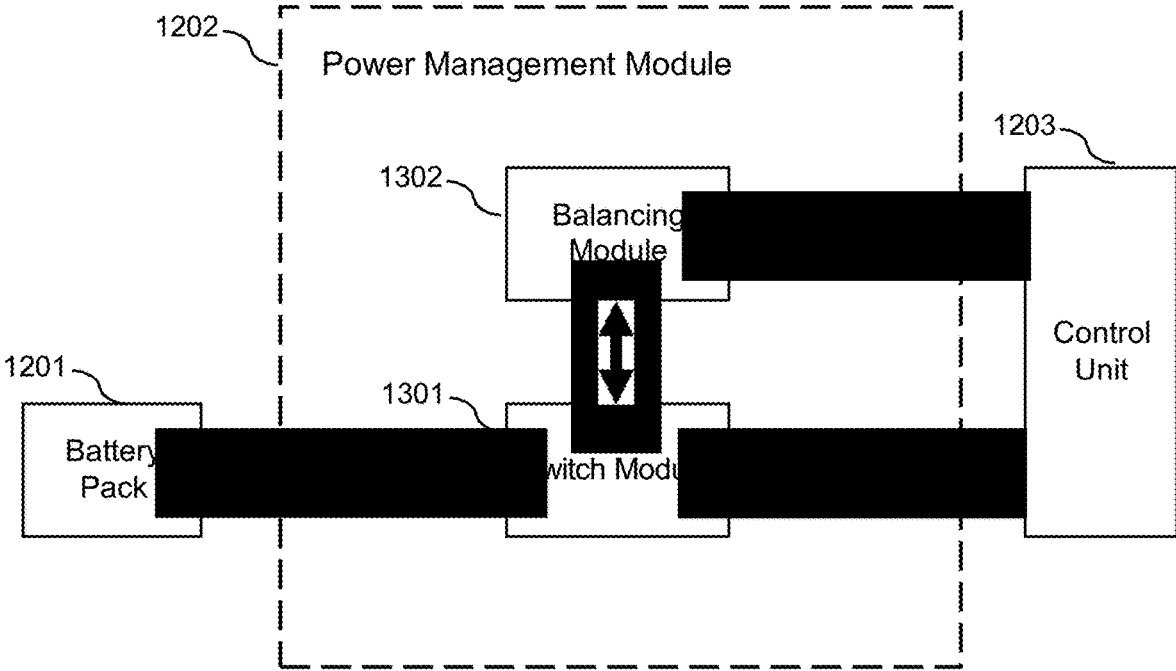 1202
Power Management Module
1203
1302
Balancing
Module
Control
Unit
1201
1301
Battery
Pack
witch Modu